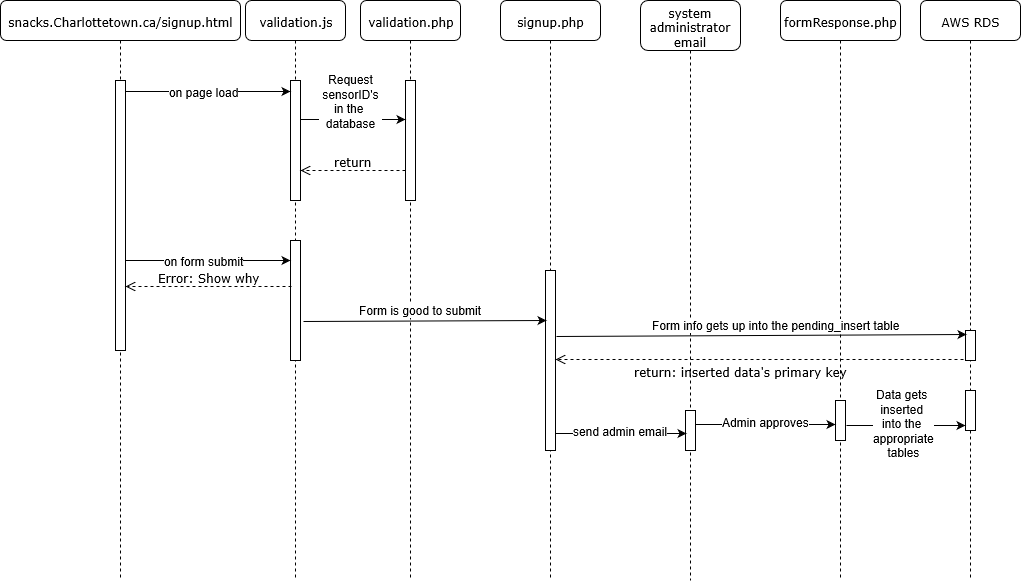 snacks.Charlottetown.ca/signup.html
validation.js
validation.php
signup.php
system
administrator
email
formResponse.php
AWS RDS
on page load
Request
sensorID's
in the
database
return
on form submit
Error: Show why
Form is good to submit
Form info gets up into the pending_insert table
return: inserted data's primary key
send admin email
Admin approves
Data gets
inserted
into the
appropriate
tables